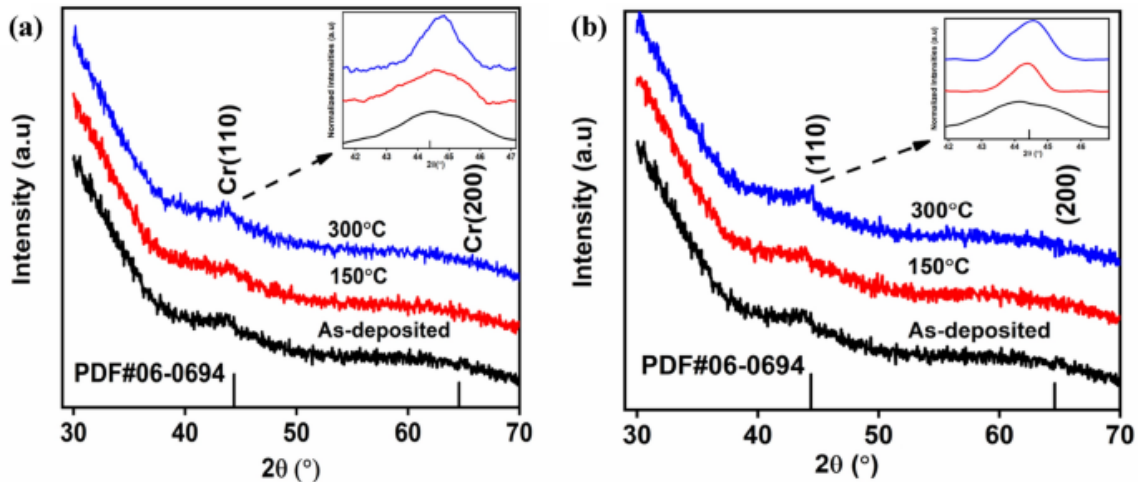 (a)
Intensity (a.u)
Normalized intensities (a.u)
42 43 44 45 46 47
2θ(°)
Cr(110)
Cr(200)
300°C
150°C
As-deposited
PDF#06-0694
30 40 50 60 70
2θ (°)
(b)
Intensity (a.u)
Normalized Intensities (a.u)
42 43 44 45 46
2θ (°)
(110)
(200)
300°C
150°C
As-deposited
PDF#06-0694
30 40 50 60 70
2θ (°)